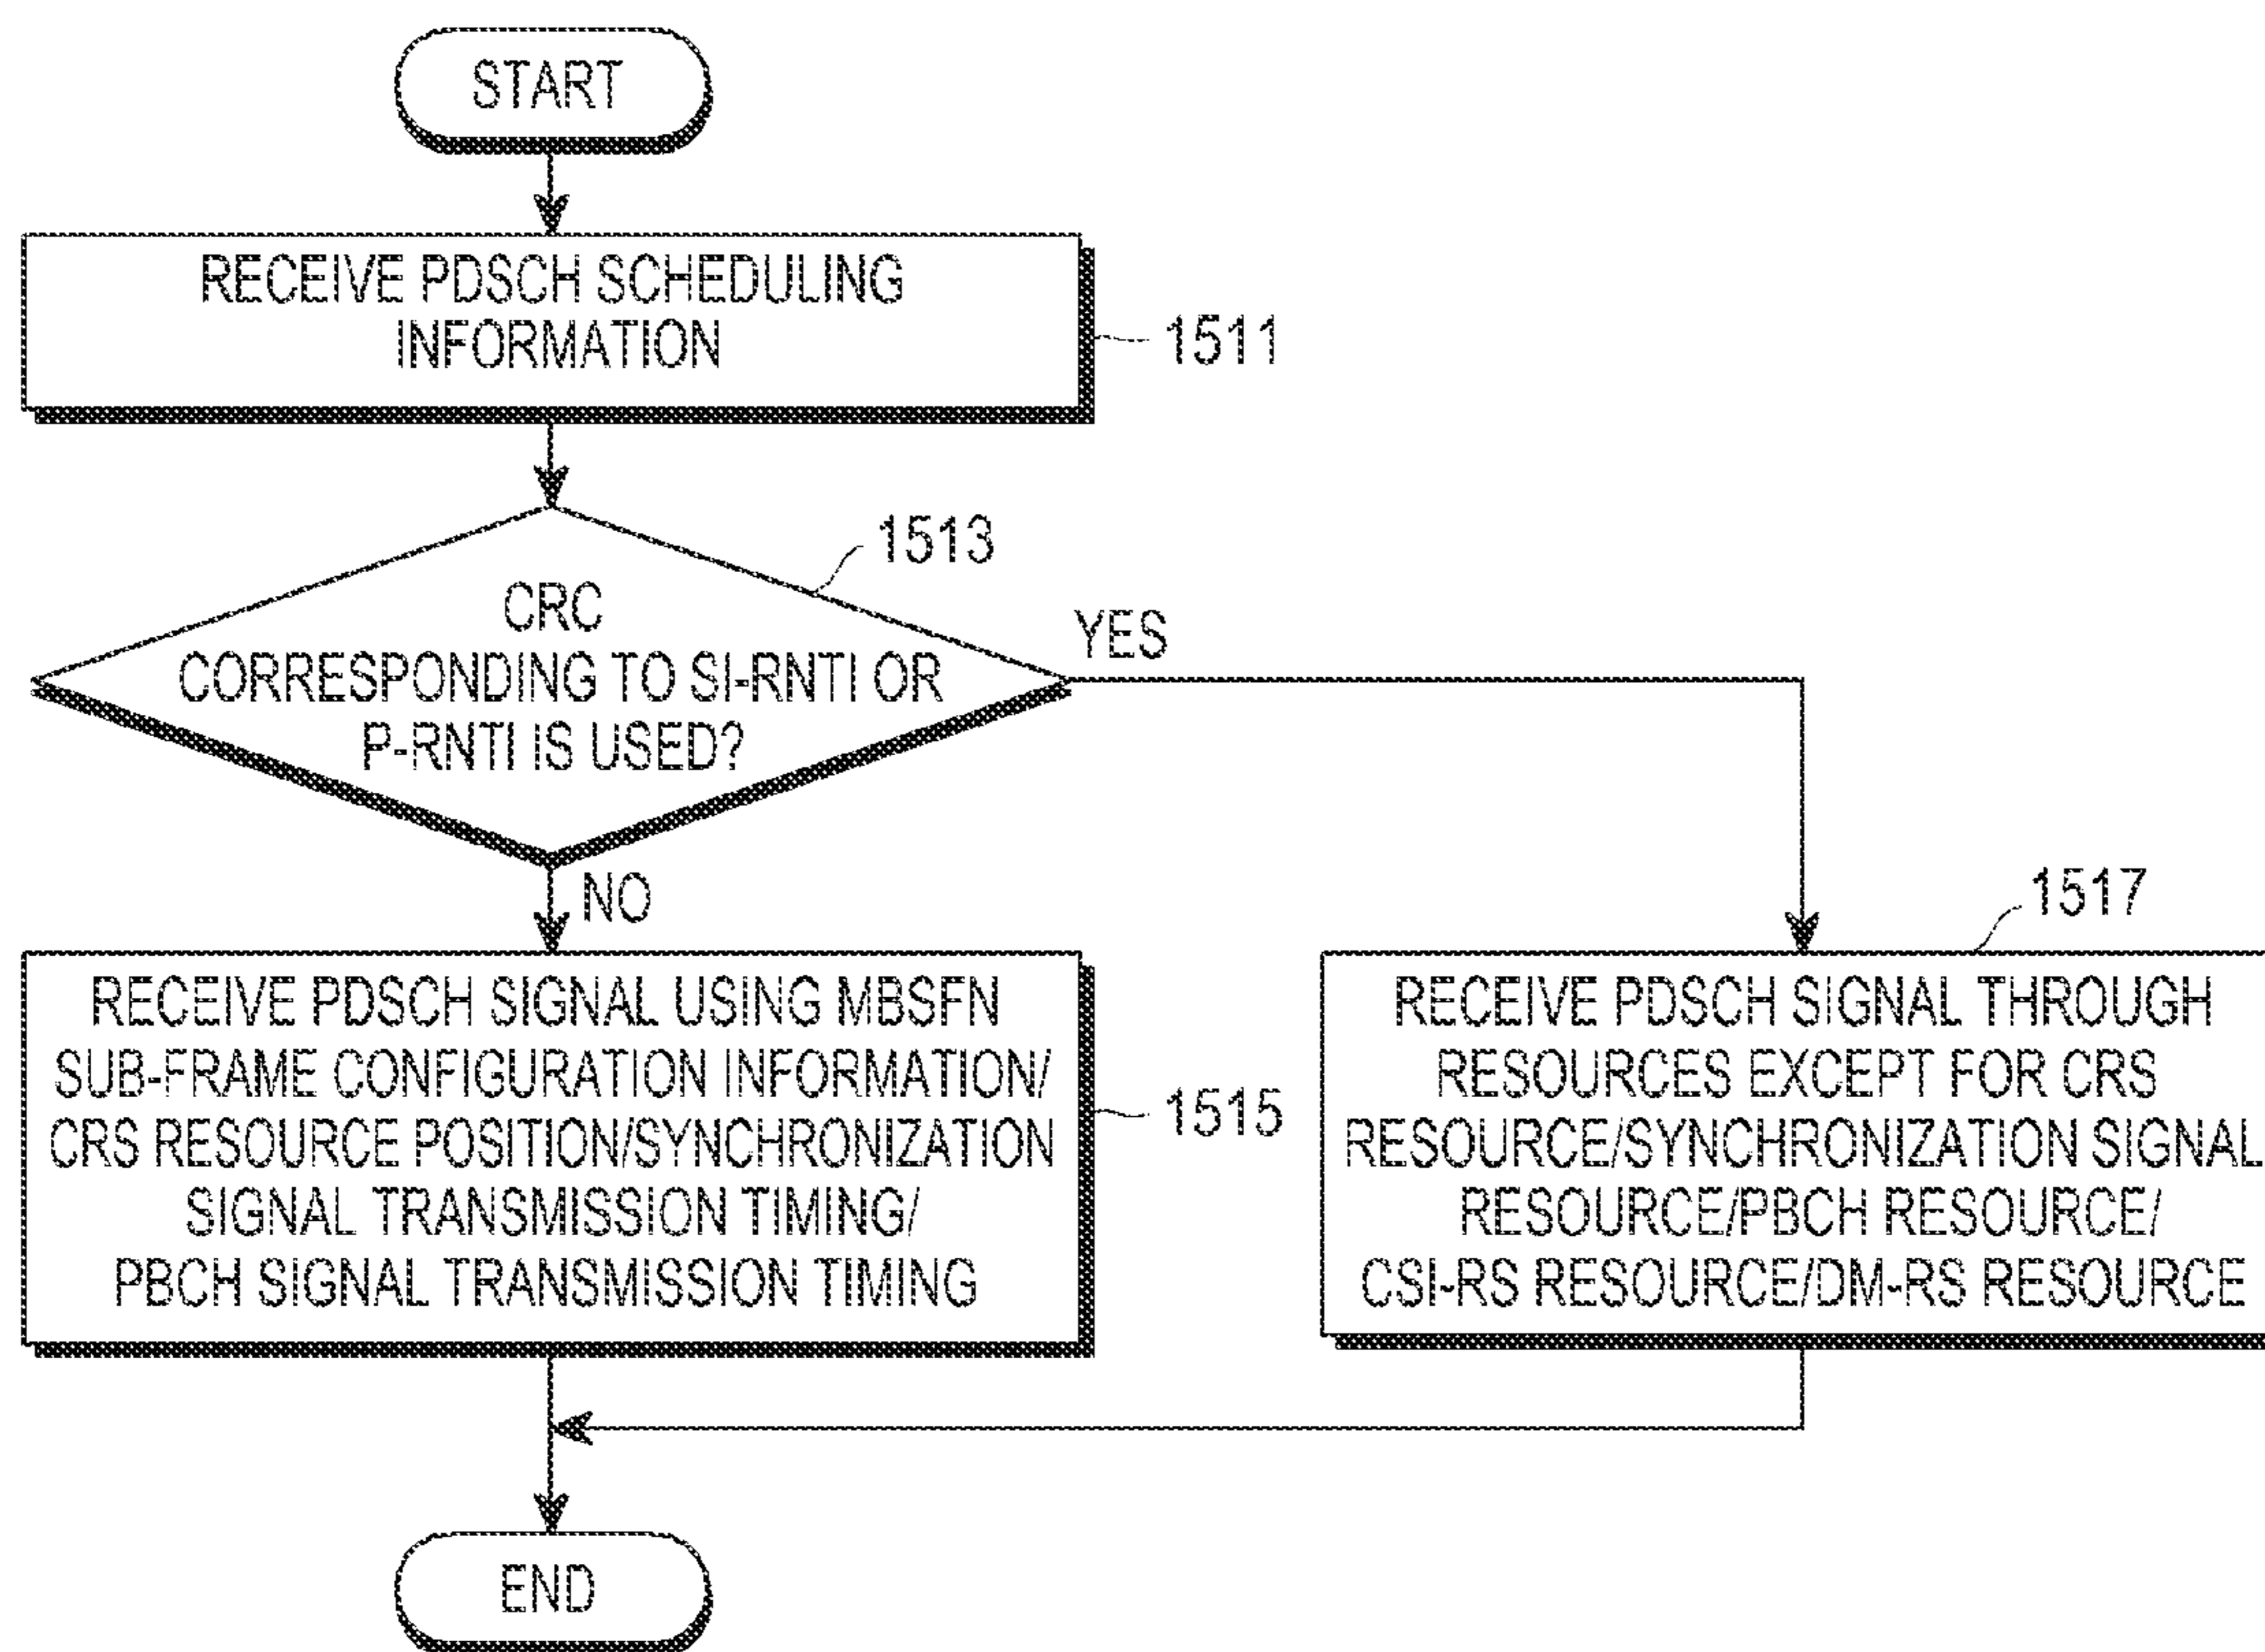 START
RECEIVE PDSCH SCHEDULING
INFORMATION
1511
1513
CRC
CORRESPONDING TO SI-RNTI OR
P-RNTI IS USED?
YES
NO
RECEIVE PDSCH SIGNAL USING MBSFN
SUB-FRAME CONFIGURATION INFORMATION/
CRS RESOURCE POSITION/SYNCHRONIZATION
SIGNAL TRANSMISSION TIMING/
PBCH SIGNAL TRANSMISSION TIMING
1515
1517
RECEIVE PDSCH SIGNAL THROUGH
RESOURCES EXCEPT FOR CRS
RESOURCE/SYNCHRONIZATION SIGNAL
RESOURCE/PBCH RESOURCE/
CSI-RS RESOURCE/DM-RS RESOURCE
END